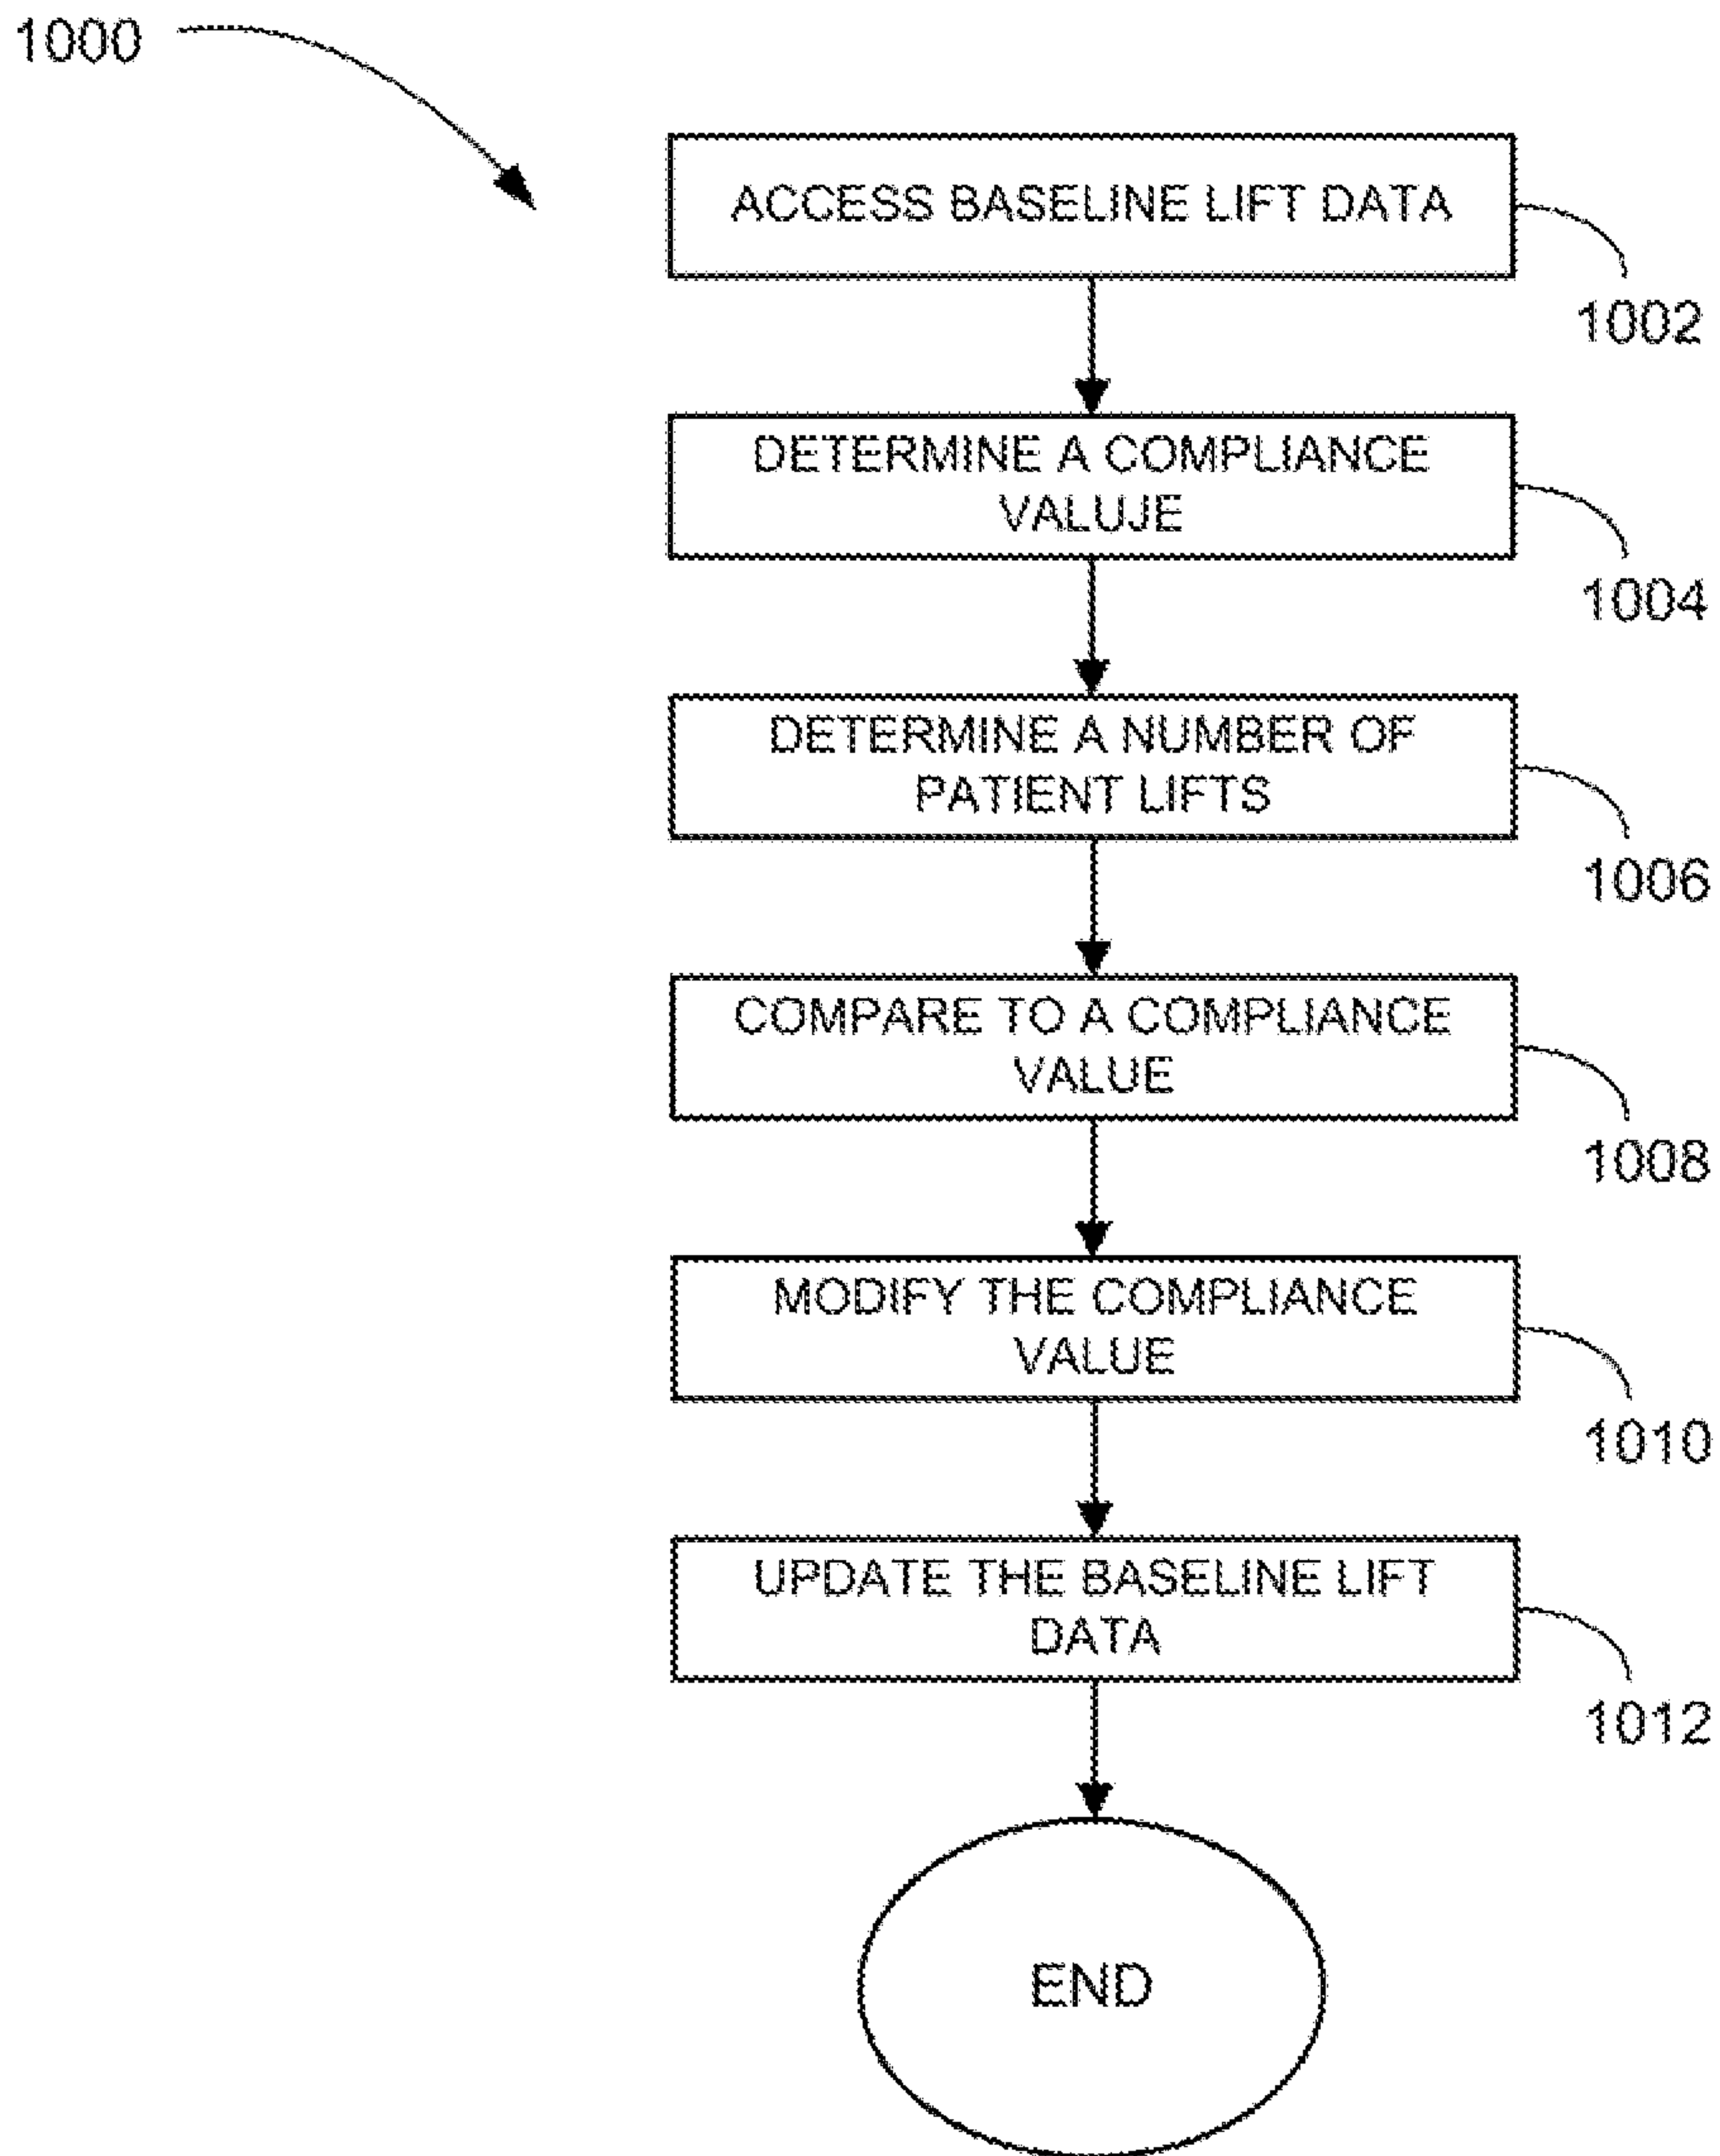 1000
ACCESS BASELINE LIFT DATA
1002
DETERMINE A COMPLIANCE
VALUJE
1004
DETERMINE A NUMBER OF
PATIENT LIFTS
1006
COMPARE TO A COMPLIANCE
VALUE
1008
MODIFY THE COMPLIANCE
VALUE
1010
UPDATE THE BASELINE LIFT
DATA
1012
END